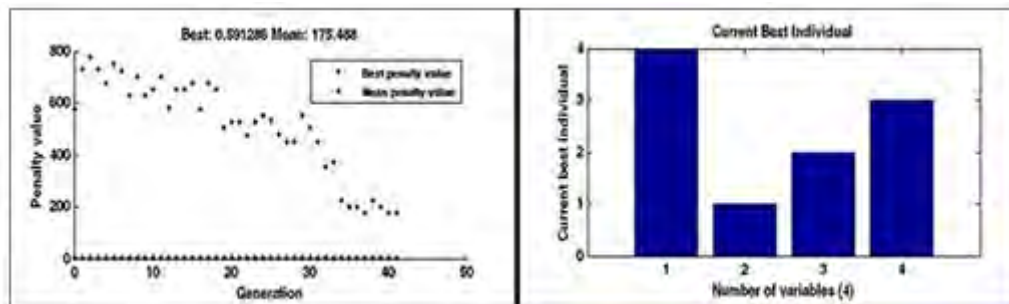 Best: 0.591286 Mean: 175.488
Penalty value
800
600
400
200
0
Best penalty value
Mean penalty value
0
10
20
30
40
50
Generation
Current Best Individual
Current best individual
4
3
2
1
0
1
2
3
4
Number of variables (4)